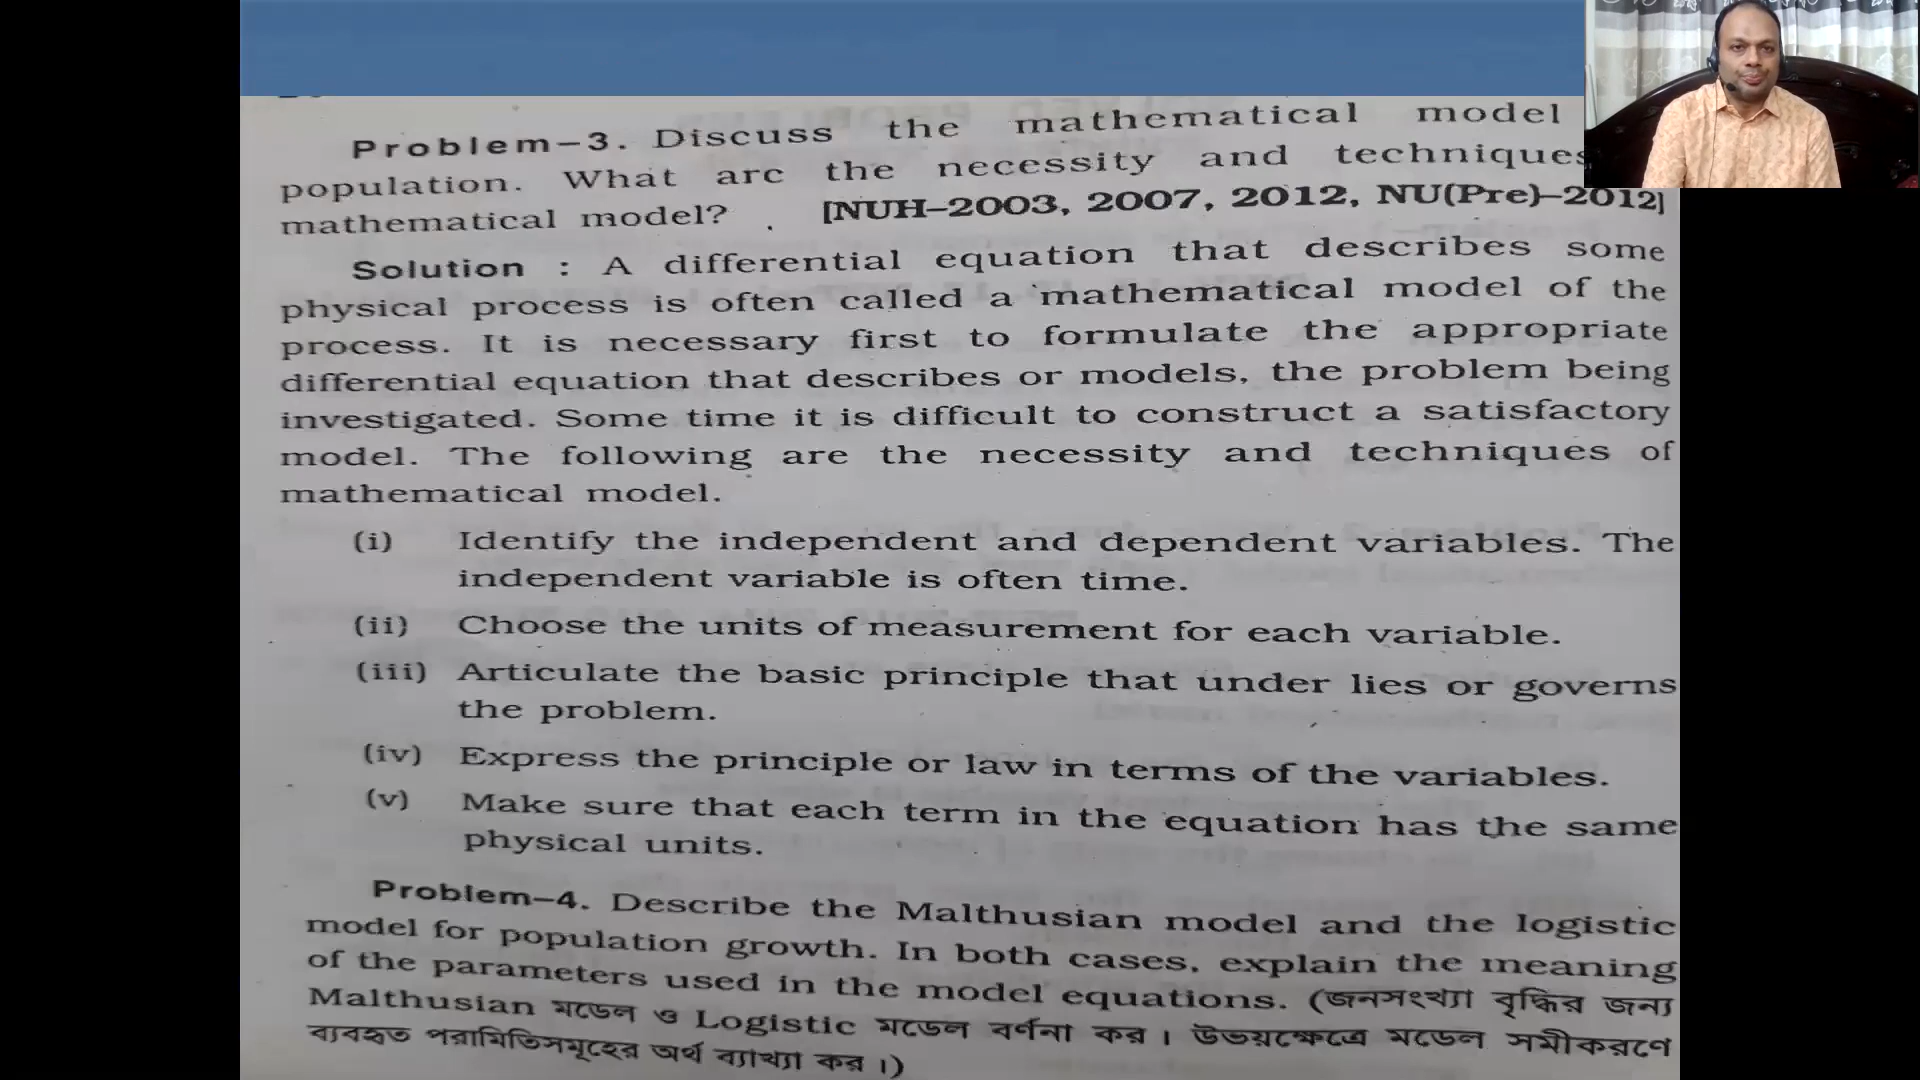 Problem–3. Discuss the mathematical model
population. What arc the necessity and techniques
mathematical model? . [NUH–2003, 2007, 2012, NU(Pre)–2012]
Solution : A differential equation that describes some
physical process is often called a mathematical model of the
process. It is necessary first to formulate the appropriate
differential equation that describes or models, the problem being
investigated. Some time it is difficult to construct a satisfactory
model. The following are the necessity and techniques of
mathematical model.
(i) Identify the independent and dependent variables. The
independent variable is often time.
(ii) Choose the units of measurement for each variable.
(iii) Articulate the basic principle that under lies or governs
the problem.
(iv) Express the principle or law in terms of the variables.
(v) Make sure that each term in the equation has the same
physical units.
Problem–4. Describe the Malthusian model and the logistic
model for population growth. In both cases, explain the meaning
of the parameters used in the model equations. (জনসংখ্যা বৃদ্ধির জন্য
Malthusian মডেল ও Logistic মডেল বর্ণনা কর। উভয়ক্ষেত্রে মডেল সমীকরণে
ব্যবহৃত পরামিতিসমূহের অর্থ ব্যাখ্যা কর।)